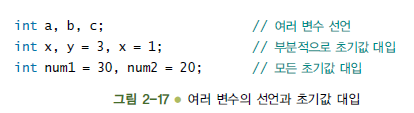 int a, b, c; // 여러 변수 선언
int x, y = 3, x = 1; // 부분적으로 초기값 대입
int num1 = 30, num2 = 20; // 모든 초기값 대입
그림 2-17 ● 여러 변수의 선언과 초기값 대입